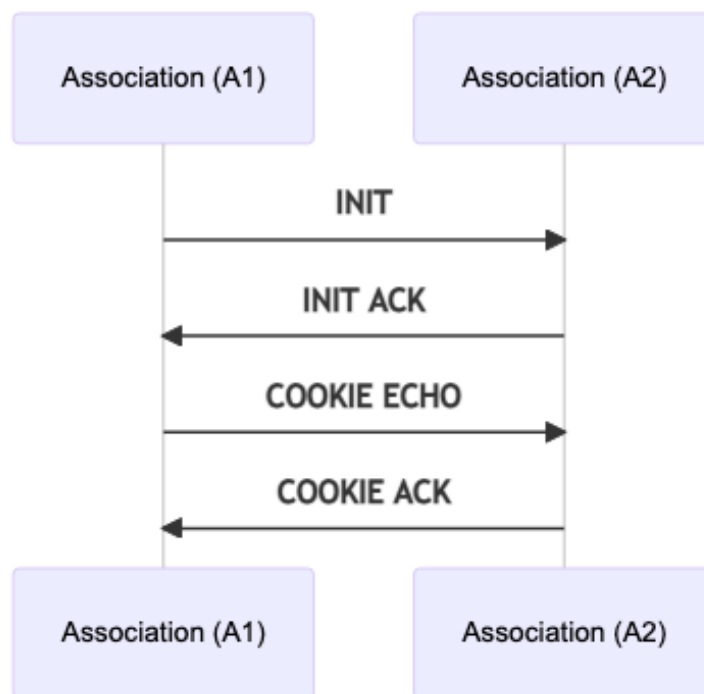 Association (A1)
Association (A2)
INIT
INIT ACK
COOKIE ECHO
COOKIE ACK
Association (A1)
Association (A2)